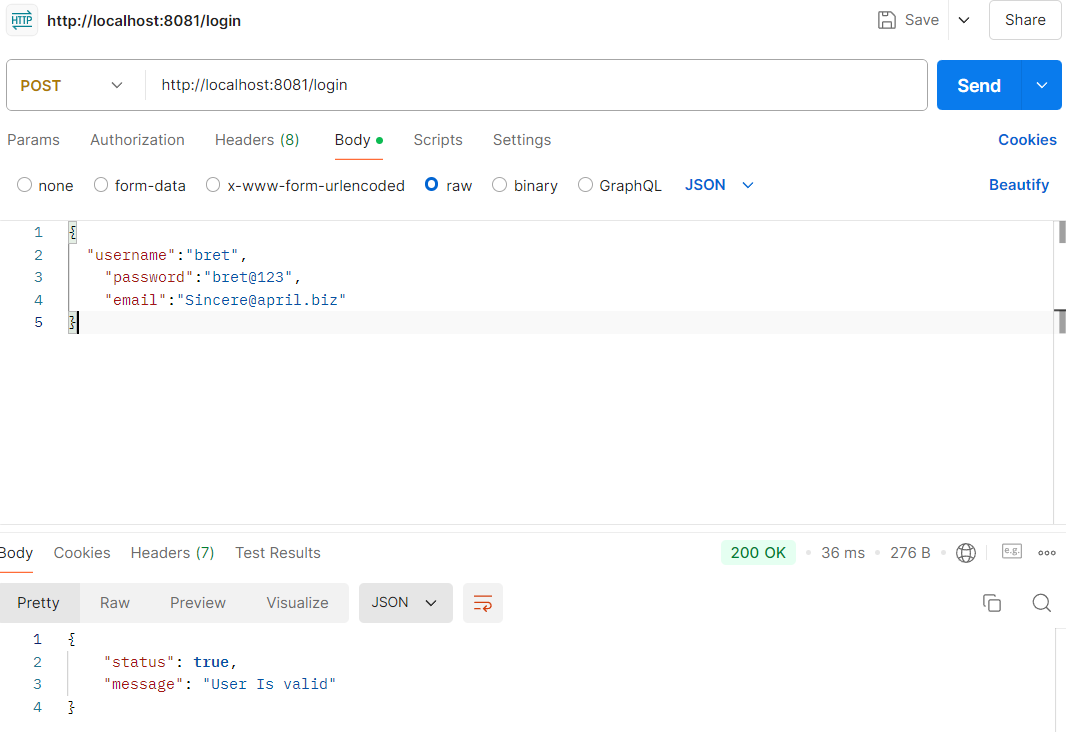 HTTP http://localhost:8081/login Save Share
POST http://localhost:8081/login Send
Params Authorization Headers (8) Body Scripts Settings Cookies
none form-data x-www-form-urlencoded raw binary GraphQL JSON Beautify
1 {
2 "username":"bret",
3 "password":"bret@123",
4 "email":"Sincere@april.biz"
5 }
Body Cookies Headers (7) Test Results 200 OK 36 ms 276 B e.g.
Pretty Raw Preview Visualize JSON
1 {
2 "status": true,
3 "message": "User Is valid"
4 }